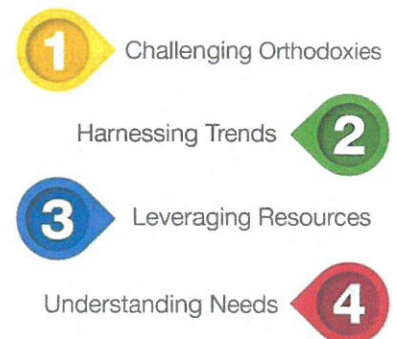 1 Challenging Orthodoxies
Harnessing Trends 2
3 Leveraging Resources
Understanding Needs 4